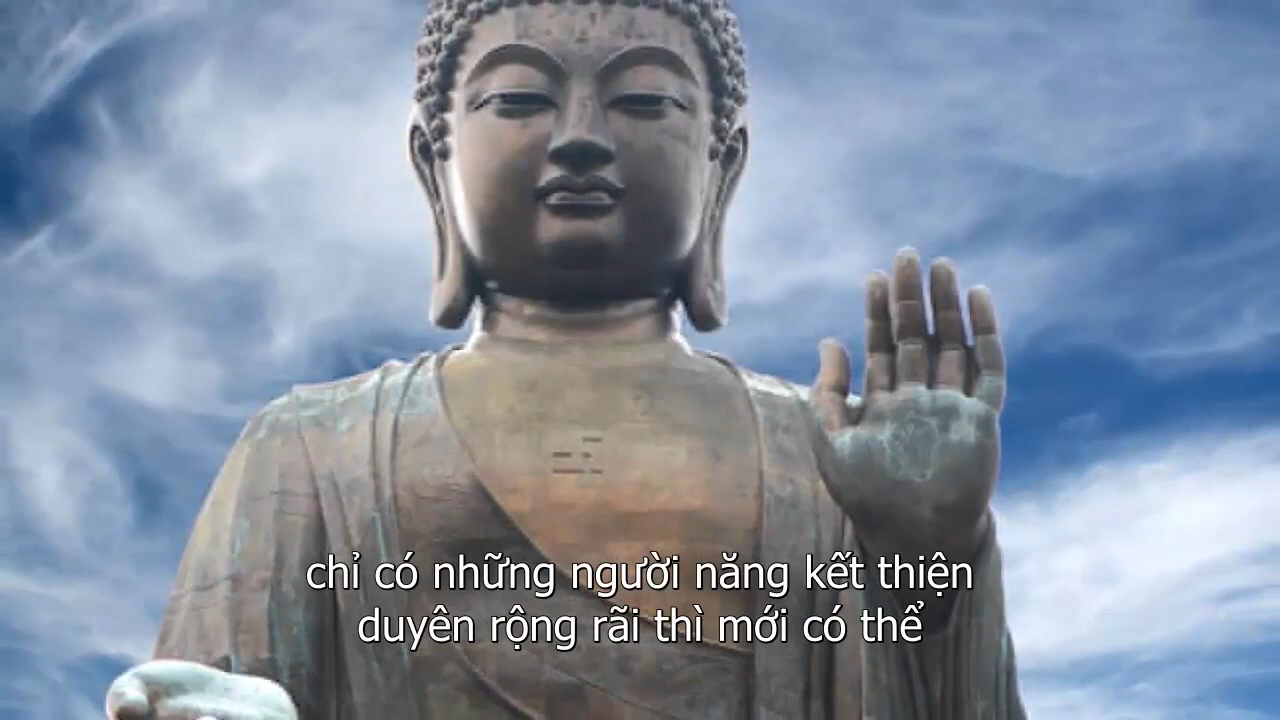 chỉ có những người năng kết thiện
duyên rộng rãi thì mới có thể